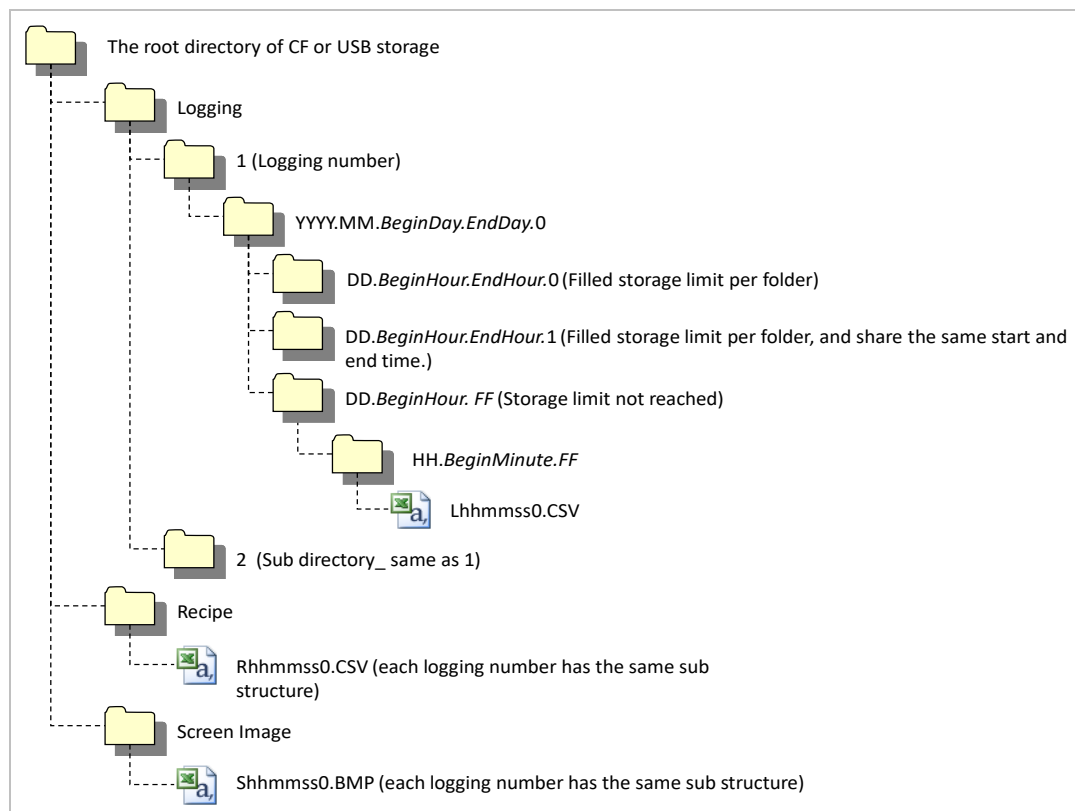 The root directory of CF or USB storage
Logging
1 (Logging number)
YYYY.MM.BeginDay.EndDay.0
DD.BeginHour.EndHour.0 (Filled storage limit per folder)
DD.BeginHour.EndHour.1 (Filled storage limit per folder, and share the same start and
end time.)
DD.BeginHour. FF (Storage limit not reached)
HH.BeginMinute.FF
Lhhmmss0.CSV
2 (Sub directory_ same as 1)
Recipe
Rhhmmss0.CSV (each logging number has the same sub
structure)
Screen Image
Shhmmss0.BMP (each logging number has the same sub structure)